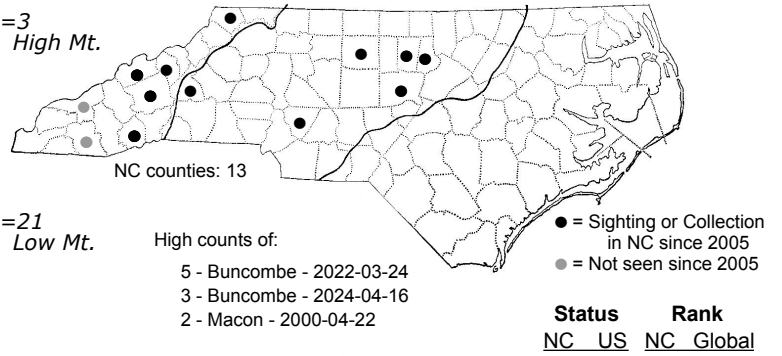 =3
High Mt.
NC counties: 13
=21
Low Mt.
High counts of:
5 - Buncombe - 2022-03-24
3 - Buncombe - 2024-04-16
2 - Macon - 2000-04-22
= Sighting or Collection
in NC since 2005
= Not seen since 2005
Status Rank
NC US NC Global